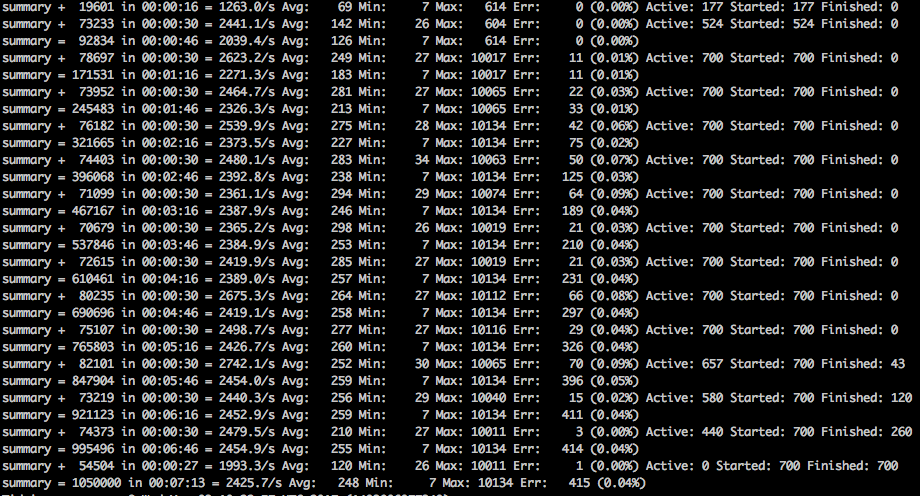 summary + 19601 in 00:00:16 = 1263.0/s Avg: 69 Min: 7 Max: 614 Err: 0 (0.00%) Active: 177 Started: 177 Finished: 0
summary + 73233 in 00:00:30 = 2441.1/s Avg: 142 Min: 26 Max: 604 Err: 0 (0.00%) Active: 524 Started: 524 Finished: 0
summary = 92834 in 00:00:46 = 2039.4/s Avg: 126 Min: 7 Max: 614 Err: 0 (0.00%)
summary + 78697 in 00:00:30 = 2623.2/s Avg: 249 Min: 27 Max: 10017 Err: 11 (0.01%) Active: 700 Started: 700 Finished: 0
summary = 171531 in 00:01:16 = 2271.3/s Avg: 183 Min: 7 Max: 10017 Err: 11 (0.01%)
summary + 73952 in 00:00:30 = 2464.7/s Avg: 281 Min: 27 Max: 10065 Err: 22 (0.03%) Active: 700 Started: 700 Finished: 0
summary = 245483 in 00:01:46 = 2326.3/s Avg: 213 Min: 7 Max: 10065 Err: 33 (0.01%)
summary + 76182 in 00:00:30 = 2539.9/s Avg: 275 Min: 28 Max: 10134 Err: 42 (0.06%) Active: 700 Started: 700 Finished: 0
summary = 321665 in 00:02:16 = 2373.5/s Avg: 227 Min: 7 Max: 10134 Err: 75 (0.02%)
summary + 74403 in 00:00:30 = 2480.1/s Avg: 283 Min: 34 Max: 10063 Err: 50 (0.07%) Active: 700 Started: 700 Finished: 0
summary = 396068 in 00:02:46 = 2392.8/s Avg: 238 Min: 7 Max: 10134 Err: 125 (0.03%)
summary + 71099 in 00:00:30 = 2361.1/s Avg: 294 Min: 29 Max: 10074 Err: 64 (0.09%) Active: 700 Started: 700 Finished: 0
summary = 467167 in 00:03:16 = 2387.9/s Avg: 246 Min: 7 Max: 10134 Err: 189 (0.04%)
summary + 70679 in 00:00:30 = 2365.2/s Avg: 298 Min: 26 Max: 10019 Err: 21 (0.03%) Active: 700 Started: 700 Finished: 0
summary = 537846 in 00:03:46 = 2384.9/s Avg: 253 Min: 7 Max: 10134 Err: 210 (0.04%)
summary + 72615 in 00:00:30 = 2419.9/s Avg: 285 Min: 27 Max: 10019 Err: 21 (0.03%) Active: 700 Started: 700 Finished: 0
summary = 610461 in 00:04:16 = 2389.0/s Avg: 257 Min: 7 Max: 10134 Err: 231 (0.04%)
summary + 80235 in 00:00:30 = 2675.3/s Avg: 264 Min: 27 Max: 10112 Err: 66 (0.08%) Active: 700 Started: 700 Finished: 0
summary = 690696 in 00:04:46 = 2419.1/s Avg: 258 Min: 7 Max: 10134 Err: 297 (0.04%)
summary + 75107 in 00:00:30 = 2498.7/s Avg: 277 Min: 27 Max: 10116 Err: 29 (0.04%) Active: 700 Started: 700 Finished: 0
summary = 765803 in 00:05:16 = 2426.7/s Avg: 260 Min: 7 Max: 10134 Err: 326 (0.04%)
summary + 82101 in 00:00:30 = 2742.1/s Avg: 252 Min: 30 Max: 10065 Err: 70 (0.09%) Active: 657 Started: 700 Finished: 43
summary = 847904 in 00:05:46 = 2454.0/s Avg: 259 Min: 7 Max: 10134 Err: 396 (0.05%)
summary + 73219 in 00:00:30 = 2440.3/s Avg: 256 Min: 29 Max: 10040 Err: 15 (0.02%) Active: 580 Started: 700 Finished: 120
summary = 921123 in 00:06:16 = 2452.9/s Avg: 259 Min: 7 Max: 10134 Err: 411 (0.04%)
summary + 74373 in 00:00:30 = 2479.5/s Avg: 210 Min: 27 Max: 10011 Err: 3 (0.00%) Active: 440 Started: 700 Finished: 260
summary = 995496 in 00:06:46 = 2454.9/s Avg: 255 Min: 7 Max: 10134 Err: 414 (0.04%)
summary + 54504 in 00:00:27 = 1993.3/s Avg: 120 Min: 26 Max: 10011 Err: 1 (0.00%) Active: 0 Started: 700 Finished: 700
summary = 1050000 in 00:07:13 = 2425.7/s Avg: 248 Min: 7 Max: 10134 Err: 415 (0.04%)